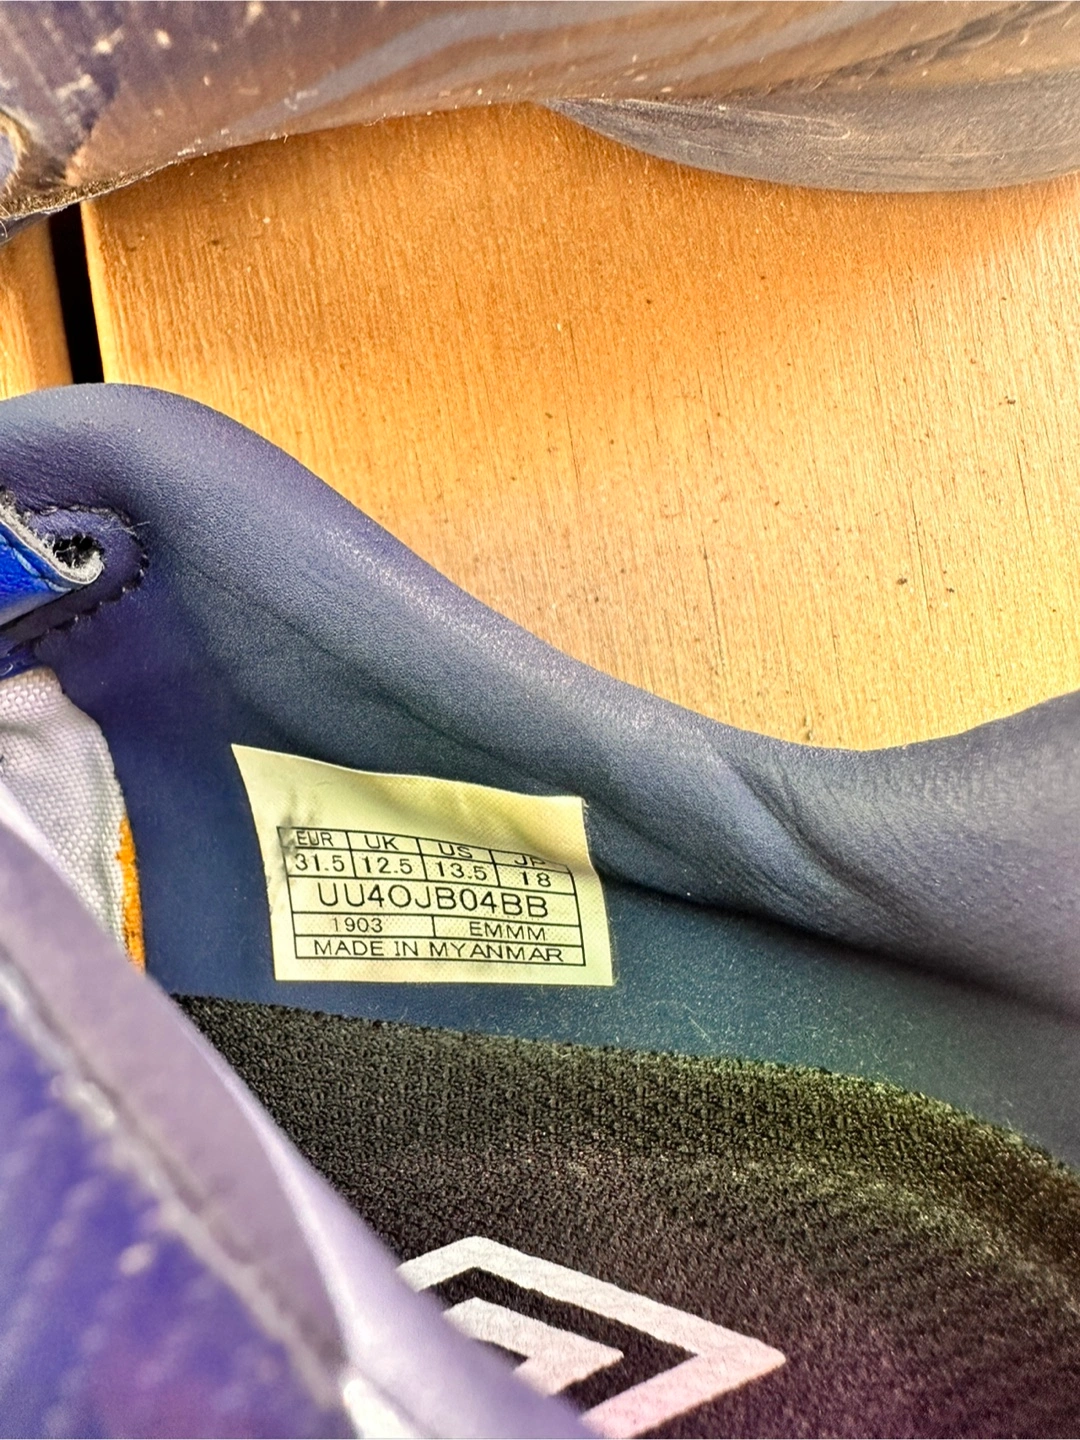 EUR UK US JP
31.5 12.5 13.5 18
UU4OJB04BB
1903 EMMM
MADE IN MYANMAR